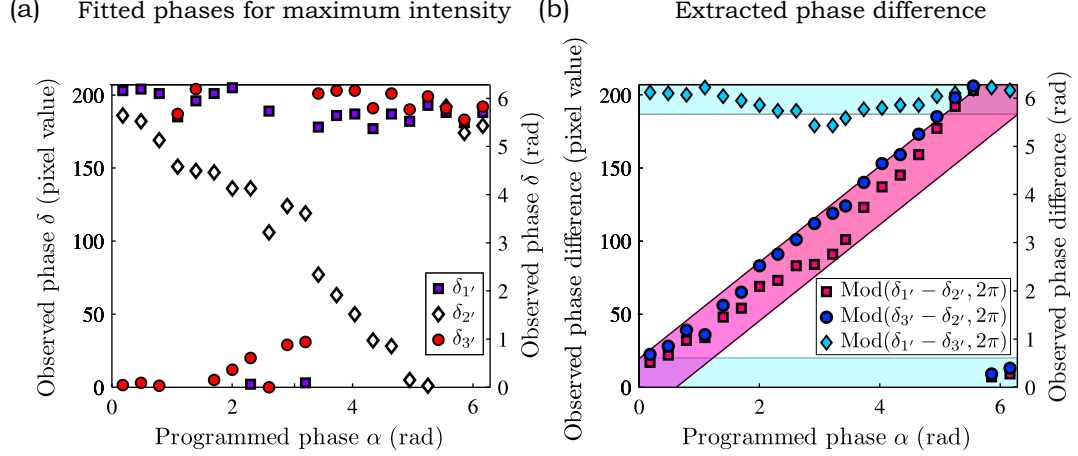 (a) Fitted phases for maximum intensity
Observed phase δ (pixel value)
200
150
100
50
0
0 2 4 6
Programmed phase α (rad)
6
5
4
3
2
1
0
Observed phase δ (rad)
δ1′
δ2′
δ3′
(b) Extracted phase difference
Observed phase difference (pixel value)
200
150
100
50
0
0 2 4 6
Programmed phase α (rad)
6
5
4
3
2
1
0
Observed phase difference (rad)
Mod(δ1′ − δ2′, 2π)
Mod(δ3′ − δ2′, 2π)
Mod(δ1′ − δ3′, 2π)